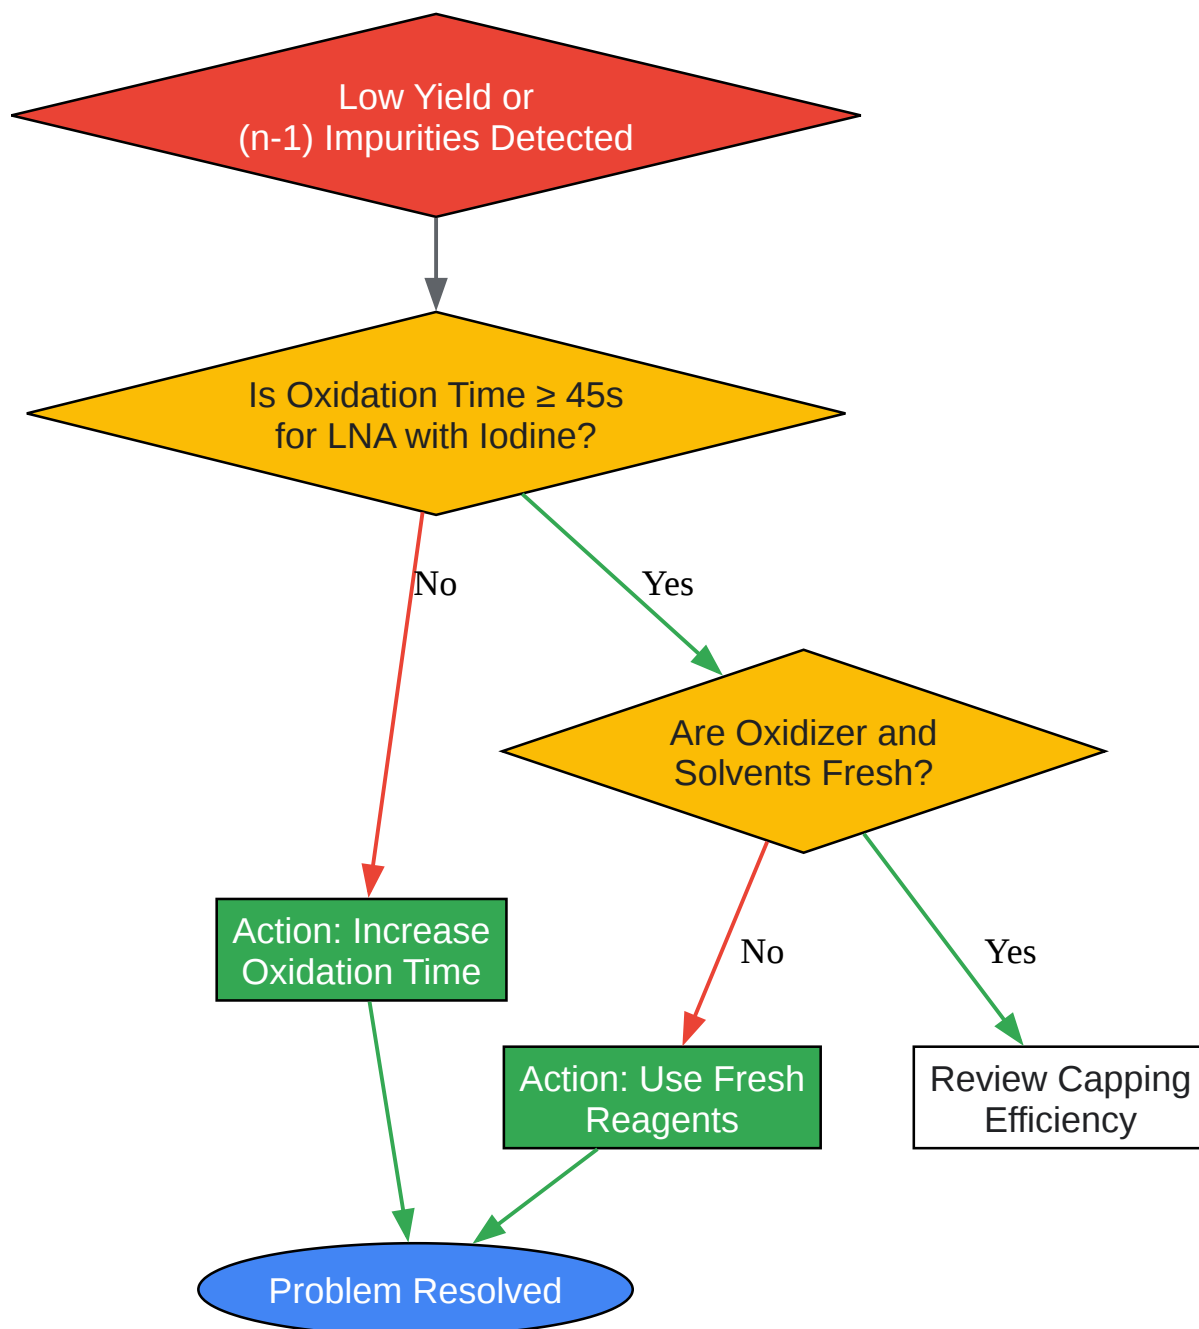 Low Yield or
(n-1) Impurities Detected
Is Oxidation Time ≥ 45s
for LNA with Iodine?
No
Yes
Are Oxidizer and
Solvents Fresh?
Action: Increase
Oxidation Time
No
Yes
Action: Use Fresh
Reagents
Review Capping
Efficiency
Problem Resolved